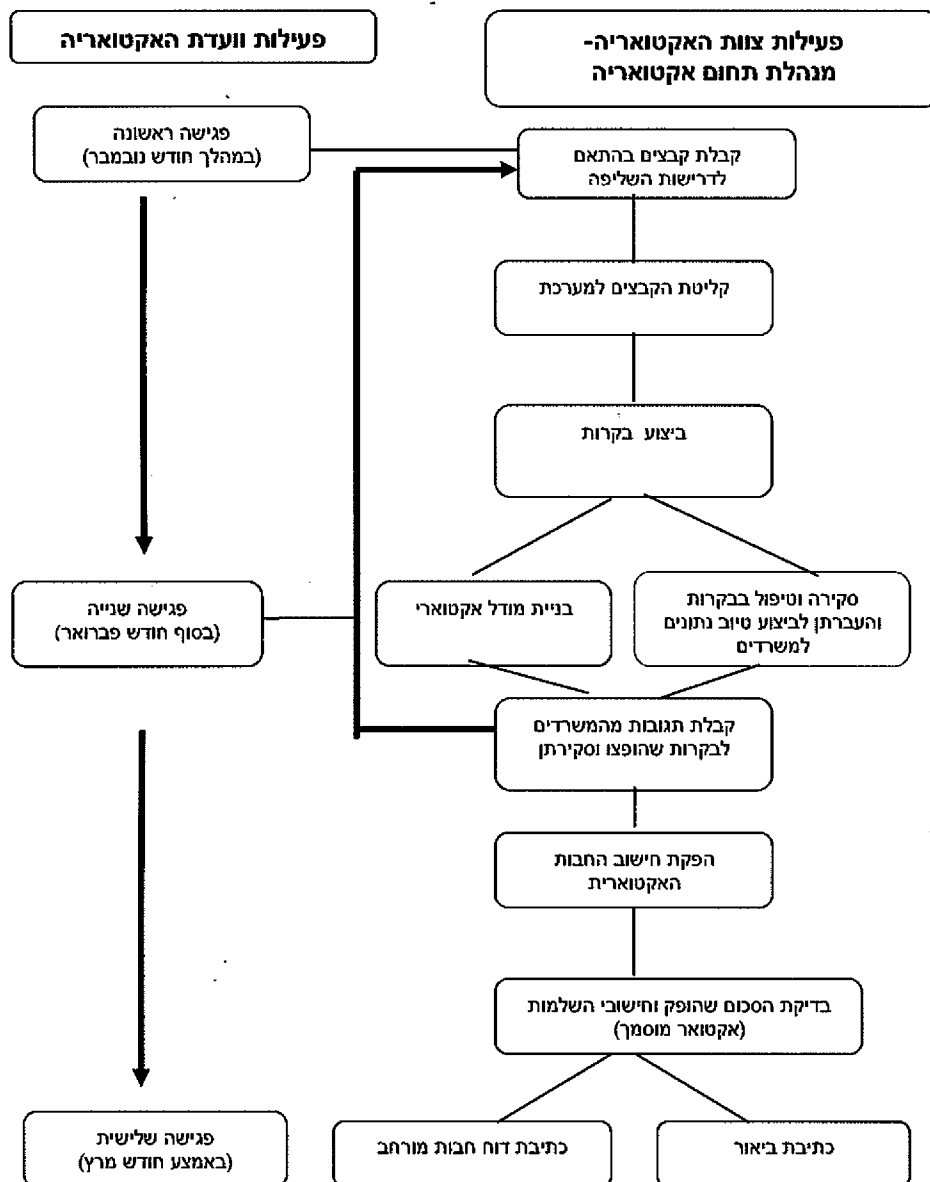 פעילות צוות האקטואריה-
מנהלת תחום אקטואריה
פעילות וועדת האקטואריה
פגישה ראשונה
(במהלך חודש נובמבר)
קבלת קבצים בהתאם
לדרישות השליפה
קליטת הקבצים למערכת
ביצוע בקרות
סקירה וטיפול בבקרות
והעברתן לביצוע טיוב נתונים
למשרדים
בניית מודל אקטוארי
פגישה שנייה
(בסוף חודש פברואר)
קבלת תגובות מהמשרדים
לבקרות שהופצו וסקירתן
הפקת חישוב החבות
האקטוארית
בדיקת הסכום שהופק וחישובי השלמות
(אקטואר מוסמך)
כתיבת ביאור
כתיבת דוח חבות מורחב
פגישה שלישית
(באמצע חודש מרץ)